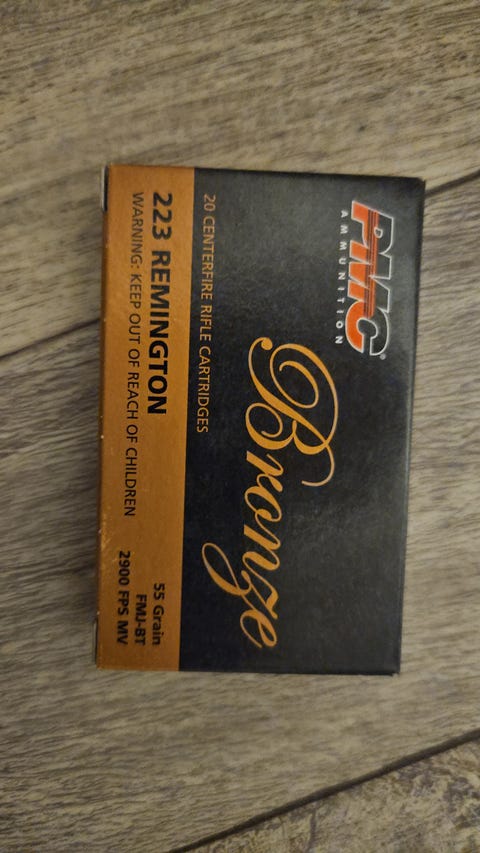 PMC®
AMMUNITION
Bronze
20 CENTERFIRE RIFLE CARTRIDGES
223 REMINGTON
WARNING: KEEP OUT OF REACH OF CHILDREN
55 Grain
FMJ-BT
2900 FPS MV